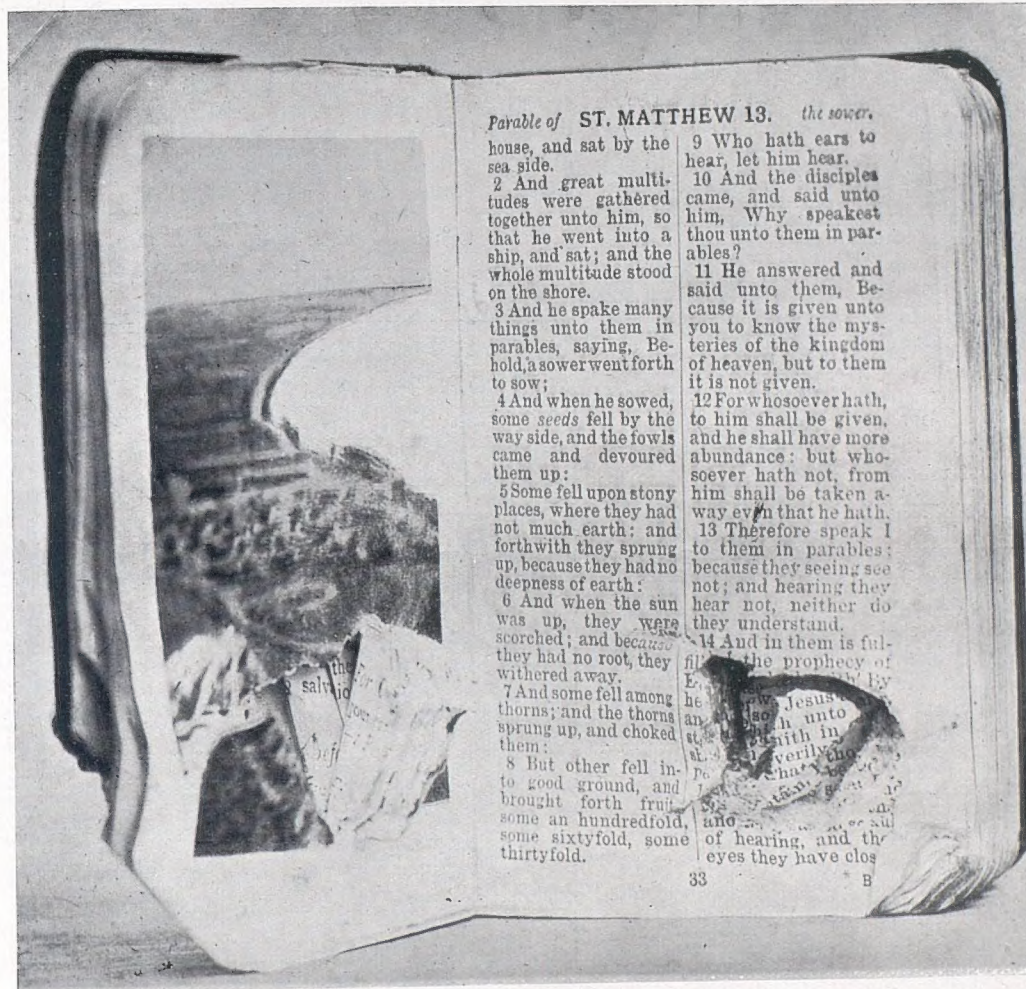 Parable of ST. MATTHEW 13. the sower.
house, and sat by the
sea side.
2 And great multi-
tudes were gathered
together unto him, so
that he went into a
ship, and sat; and the
whole multitude stood
on the shore.
3 And he spake many
things unto them in
parables, saying, Be-
hold, a sower went forth
to sow;
4 And when he sowed,
some seeds fell by the
way side, and the fowls
came and devoured
them up:
5 Some fell upon stony
places, where they had
not much earth: and
forthwith they sprung
up, because they had no
deepness of earth:
6 And when the sun
was up, they were
scorched; and because
they had no root, they
withered away.
7 And some fell among
thorns; and the thorns
sprung up, and choked
them:
8 But other fell in-
to good ground, and
brought forth fruit,
some an hundredfold,
some sixtyfold, some
thirtyfold.
9 Who hath ears to
hear, let him hear.
10 And the disciples
came, and said unto
him, Why speakest
thou unto them in par-
ables?
11 He answered and
said unto them, Be-
cause it is given unto
you to know the mys-
teries of the kingdom
of heaven, but to them
it is not given.
12 For whosoever hath,
to him shall be given,
and he shall have more
abundance: but who-
soever hath not, from
him shall be taken a-
way even that he hath.
13 Therefore speak I
to them in parables:
because they seeing see
not; and hearing they
hear not, neither do
they understand.
14 And in them is ful-
the prophecy of
By
he Jesus
unto
in
verily
of hearing, and
eyes they have clos
33 B
the